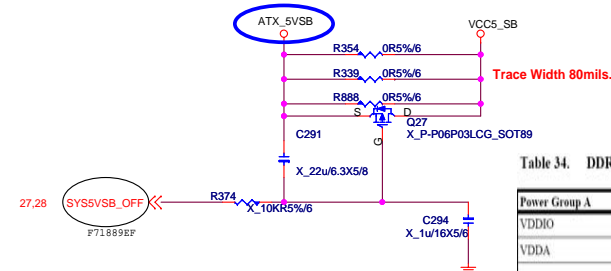 ATX_5VSB
VCC5_SB
R354 0R5%/6
R339 0R5%/6
Trace Width 80mils.
R888 0R5%/6
S D
Q27
X_P-P06P03LCG_SOT89
G
C291
X_22u/6.3X5/8
Table 34. DDR
Power Group A
VDDIO
VDDA
27,28 SYS5VSB_OFF
R374
X_10KR5%/6
F71889EF
C294
X_1u/16X5/6